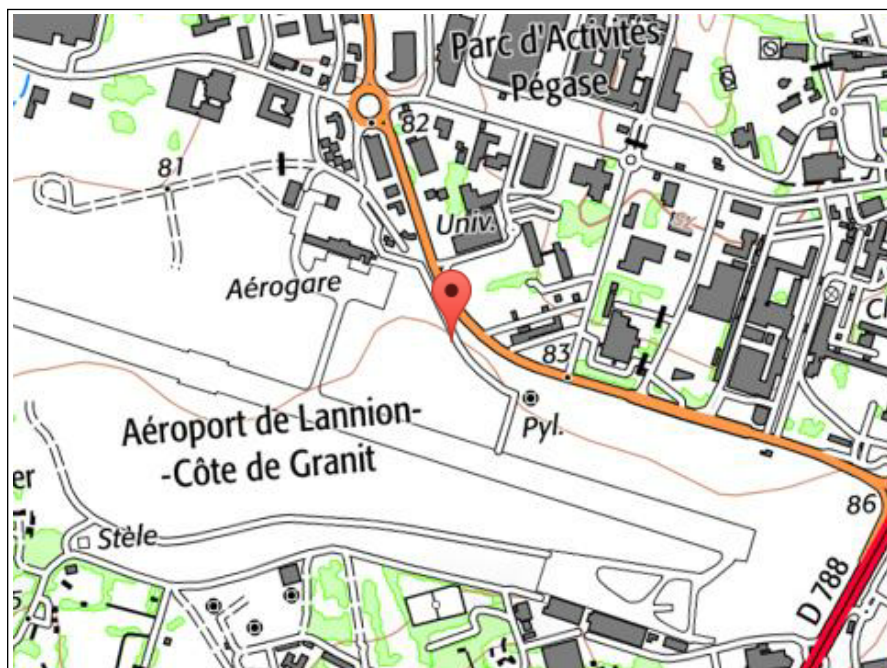 Parc d'Activités
Pégase
82
81
Univ.
Aérogare
83
Aéroport de Lannion-
-Côte de Granit
Pyl.
er
86
Stèle
D 788